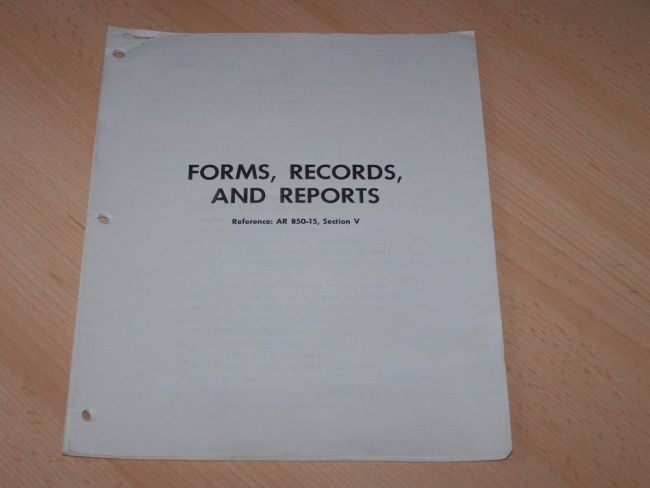 FORMS, RECORDS,
AND REPORTS
Reference: AR 850-15, Section V